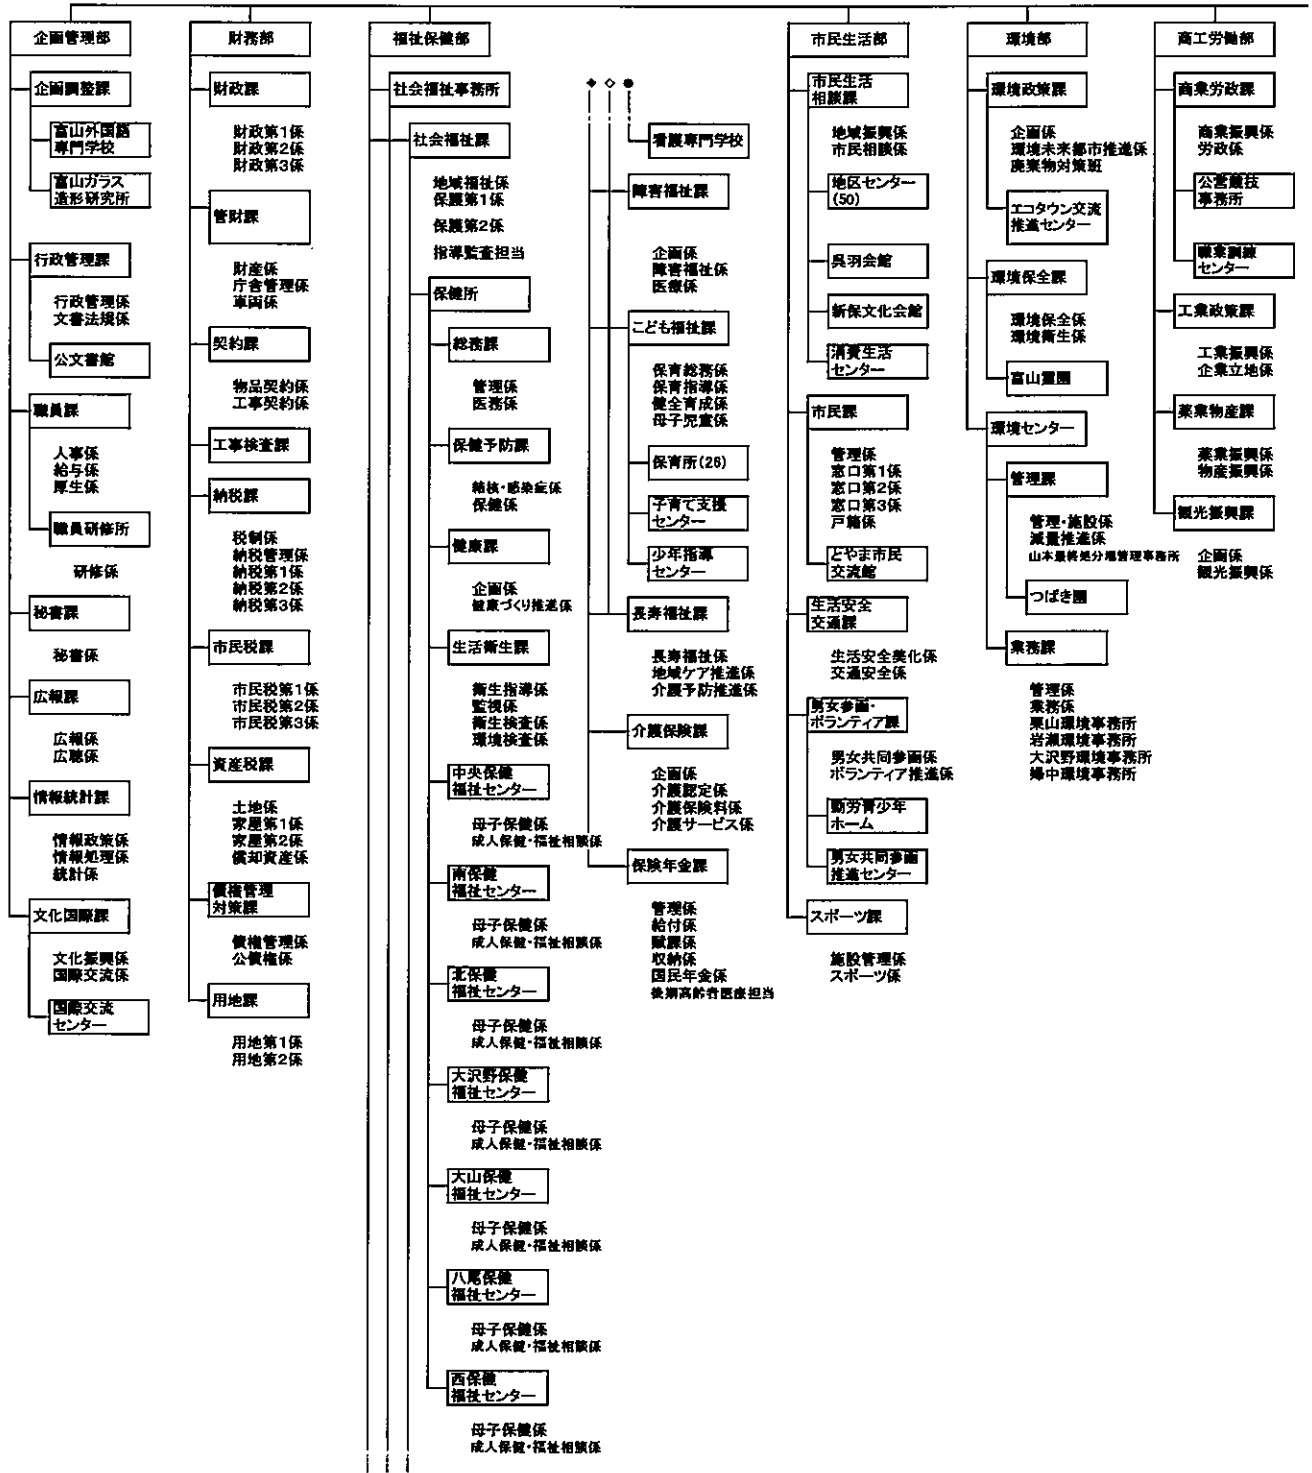 企画管理部
企画調整課
富山外国語
専門学校
富山ガラス
造形研究所
行政管理課
行政管理係
文書法規係
公文書館
職員課
人事係
給与係
厚生係
職員研修所
研修係
秘書課
秘書係
広報課
広報係
広聴係
情報統計課
情報政策係
情報処理係
統計係
文化国際課
文化振興係
国際交流係
国際交流
センター
財務部
財政課
財政第1係
財政第2係
財政第3係
管財課
財産係
庁舎管理係
車両係
契約課
物品契約係
工事契約係
工事検査課
納税課
税制係
納税管理係
納税第1係
納税第2係
納税第3係
市民税課
市民税第1係
市民税第2係
市民税第3係
資産税課
土地係
家屋第1係
家屋第2係
償却資産係
債権管理
対策課
債権管理係
公債権係
用地課
用地第1係
用地第2係
福祉保健部
社会福祉事務所
社会福祉課
地域福祉係
保護第1係
保護第2係
指導監査担当
保健所
総務課
管理係
医務係
保健予防課
結核・感染症係
保健係
健康課
企画係
健康づくり推進係
生活衛生課
衛生指導係
監視係
衛生検査係
環境検査係
中央保健
福祉センター
母子保健係
成人保健・福祉相談係
南保健
福祉センター
母子保健係
成人保健・福祉相談係
北保健
福祉センター
母子保健係
成人保健・福祉相談係
大沢野保健
福祉センター
母子保健係
成人保健・福祉相談係
大山保健
福祉センター
母子保健係
成人保健・福祉相談係
八尾保健
福祉センター
母子保健係
成人保健・福祉相談係
西保健
福祉センター
母子保健係
成人保健・福祉相談係
◆ ◇ ●
看護専門学校
障害福祉課
企画係
障害福祉係
医療係
こども福祉課
保育総務係
保育指導係
健全育成係
母子児童係
保育所(26)
子育て支援
センター
少年指導
センター
長寿福祉課
長寿福祉係
地域ケア推進係
介護予防推進係
介護保険課
企画係
介護認定係
介護保険料係
介護サービス係
保険年金課
管理係
給付係
賦課係
収納係
国民年金係
後期高齢者医療担当
市民生活部
市民生活
相談課
地域振興係
市民相談係
地区センター
(50)
呉羽会館
新保文化会館
消費生活
センター
市民課
管理係
窓口第1係
窓口第2係
窓口第3係
戸籍係
とやま市民
交流館
生活安全
交通課
生活安全美化係
交通安全係
男女参画・
ボランティア課
男女共同参画係
ボランティア推進係
勤労青少年
ホーム
男女共同参画
推進センター
スポーツ課
施設管理係
スポーツ係
環境部
環境政策課
企画係
環境未来都市推進係
廃棄物対策班
エコタウン交流
推進センター
環境保全課
環境保全係
環境衛生係
富山霊園
環境センター
管理課
管理・施設係
減量推進係
山本最終処分場管理事務所
つばき園
業務課
管理係
業務係
栗山環境事務所
岩瀬環境事務所
大沢野環境事務所
婦中環境事務所
商工労働部
商業労政課
商業振興係
労政係
公営競技
事務所
職業訓練
センター
工業政策課
工業振興係
企業立地係
薬業物産課
薬業振興係
物産振興係
観光振興課
企画係
観光振興係